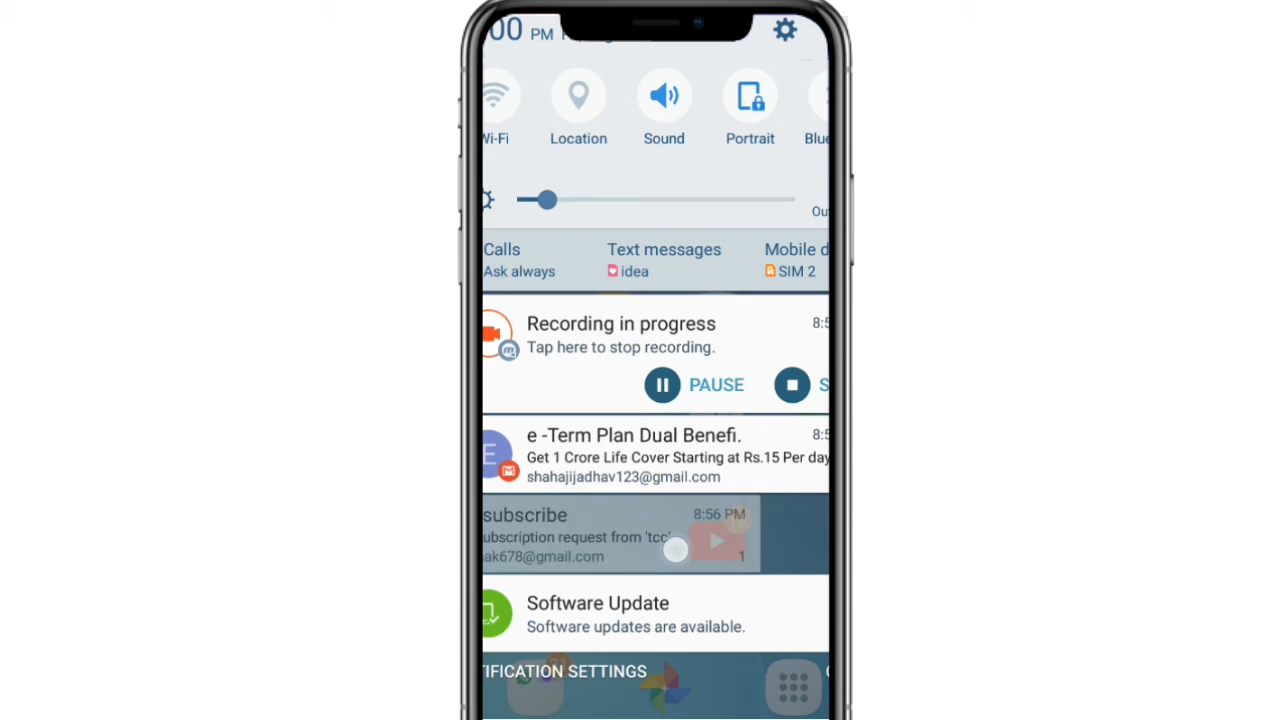 00 PM
Wi-Fi Location Sound Portrait Blue
Ou
Calls Text messages Mobile d
Ask always idea SIM 2
Recording in progress 8:5
Tap here to stop recording.
PAUSE S
E e -Term Plan Dual Benefi. 8:5
Get 1 Crore Life Cover Starting at Rs.15 Per day
shahajijadhav123@gmail.com
subscribe 8:56 PM
ubscription request from 'tcc'
ak678@gmail.com 1
Software Update
Software updates are available.
TIFICATION SETTINGS